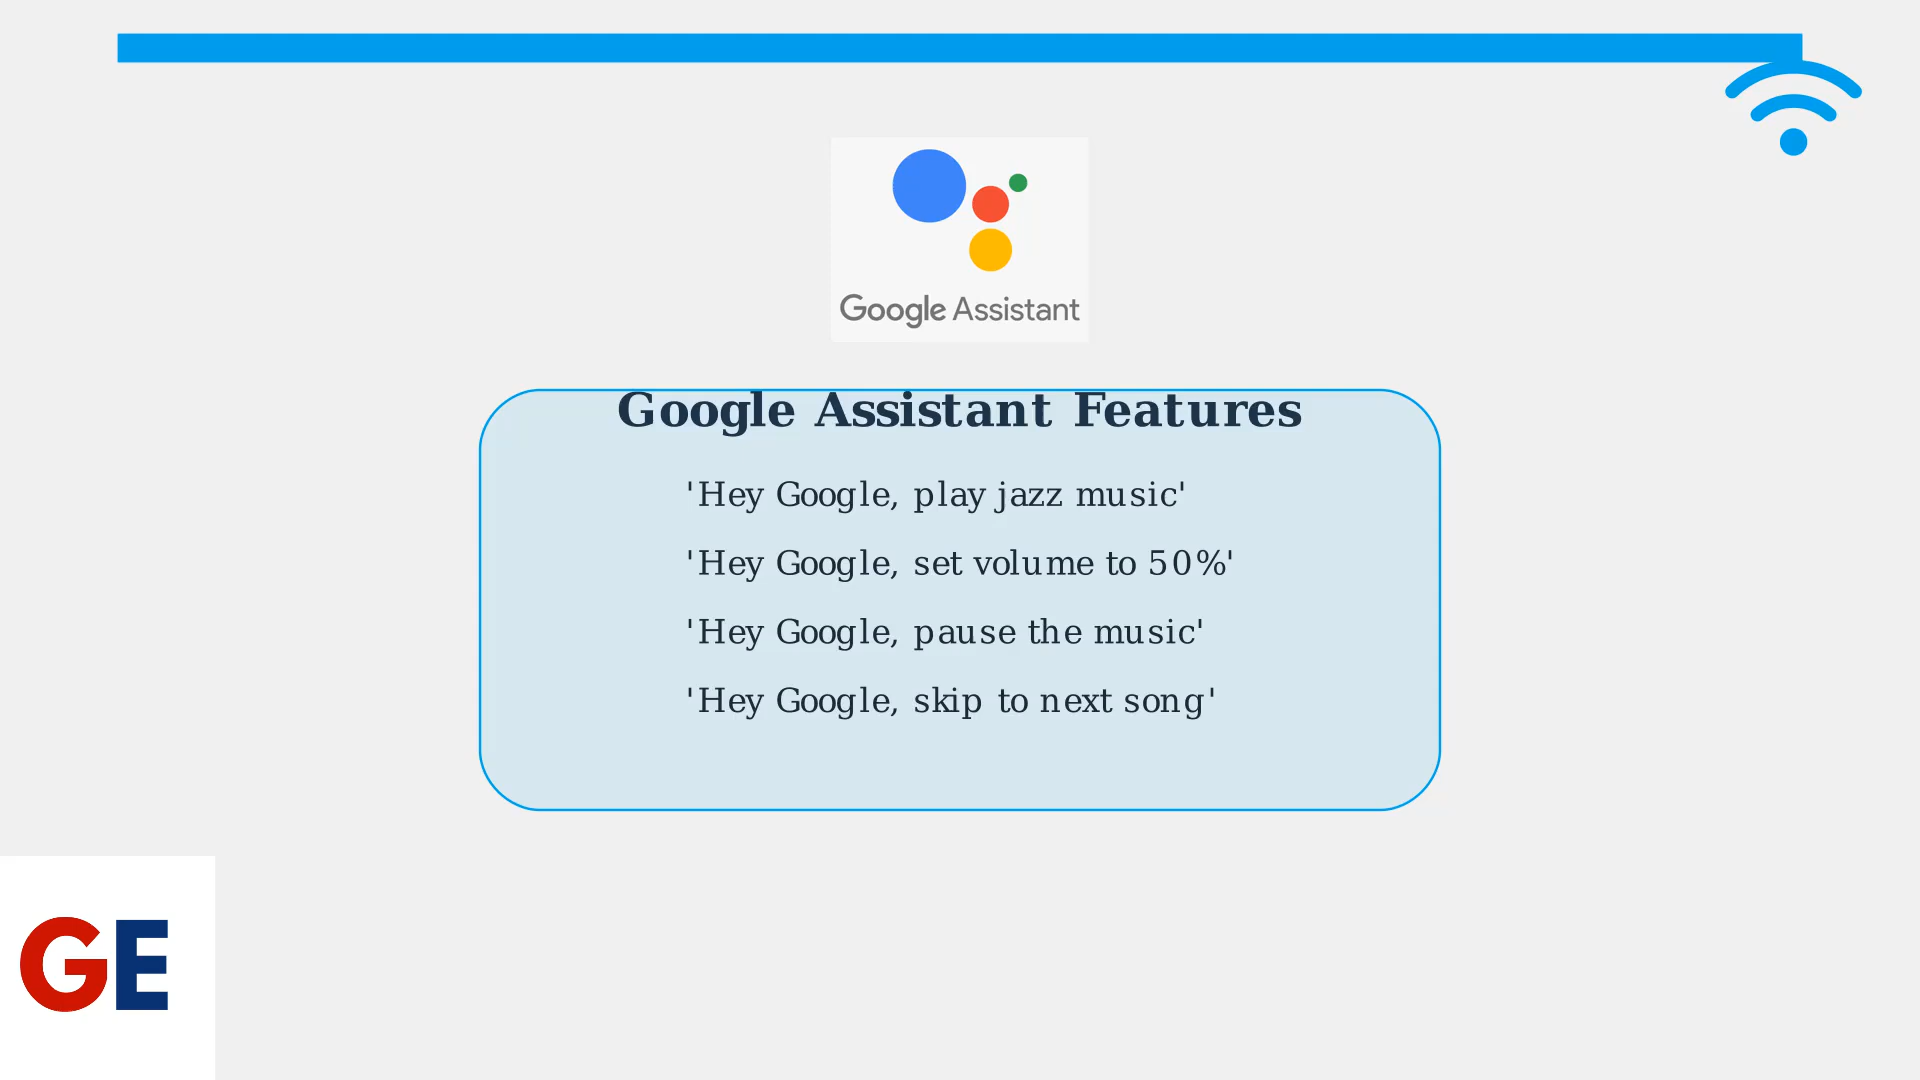 Google Assistant
Google Assistant Features
'Hey Google, play jazz music'
'Hey Google, set volume to 50%'
'Hey Google, pause the music'
'Hey Google, skip to next song'
GE